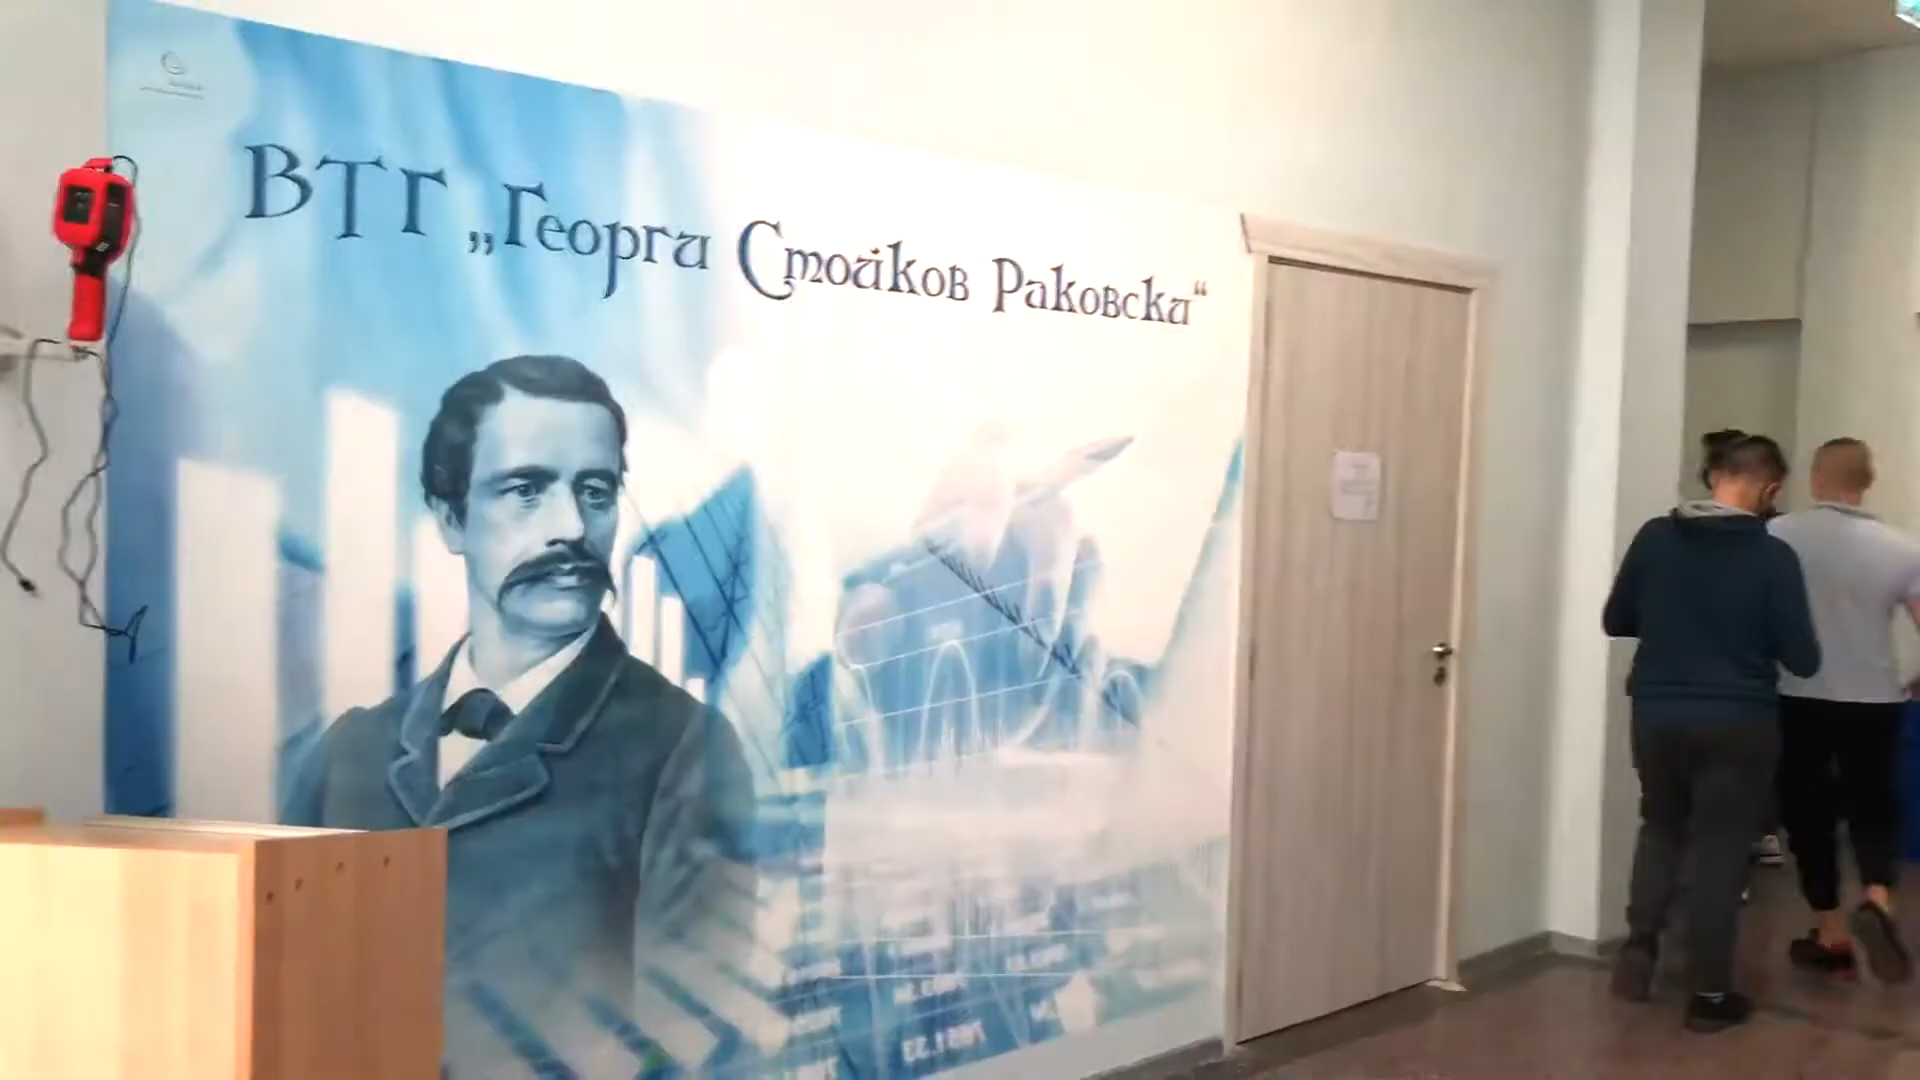 ВТГ „Георги Стойков Раковски“